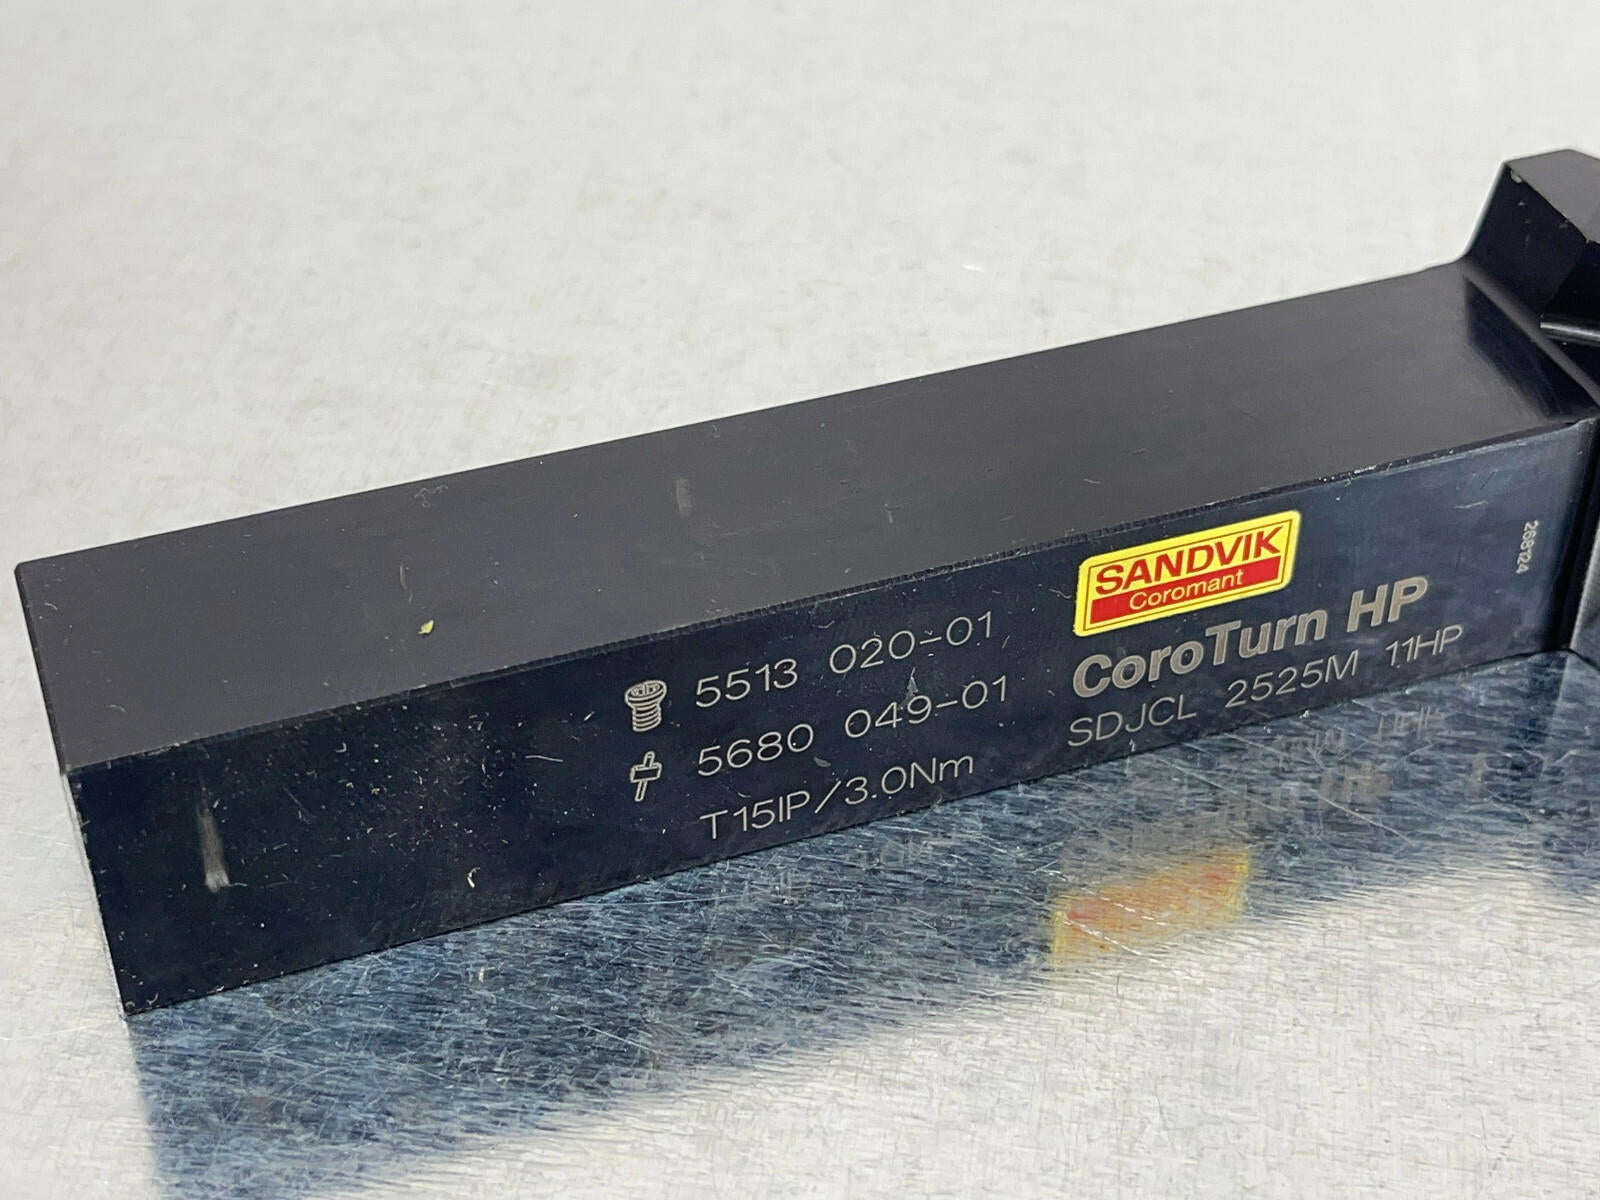 SANDVIK
Coromant
CoroTurn HP
SDJCL 2525M 11HP
5513 020-01
5680 049-01
T15IP/3.0Nm
268124